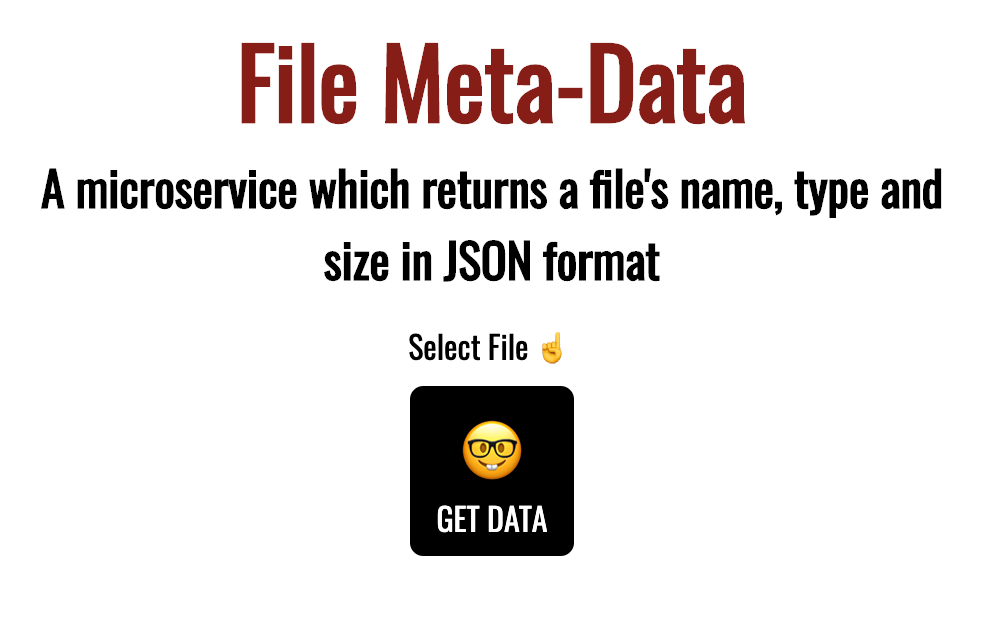 File Meta-Data
A microservice which returns a file's name, type and
size in JSON format
Select File ☝️
🤓
GET DATA